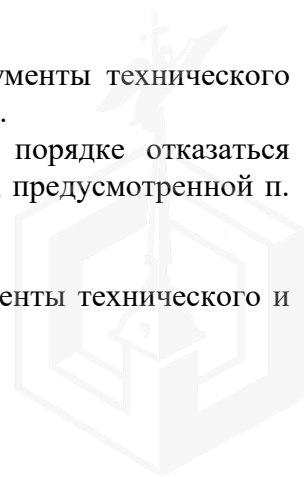 ументы технического
.
порядке отказаться
предусмотренной п.
енты технического и